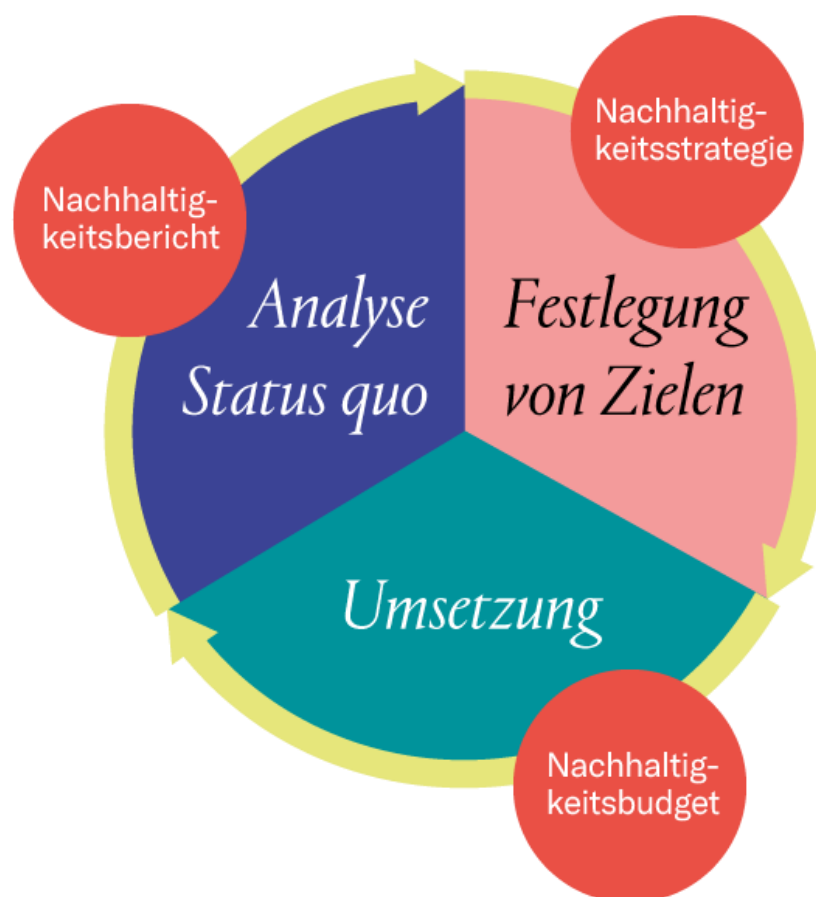 Nachhaltig-
keitsstrategie
Nachhaltig-
keitsbericht
Analyse
Status quo
Festlegung
von Zielen
Umsetzung
Nachhaltig-
keitsbudget